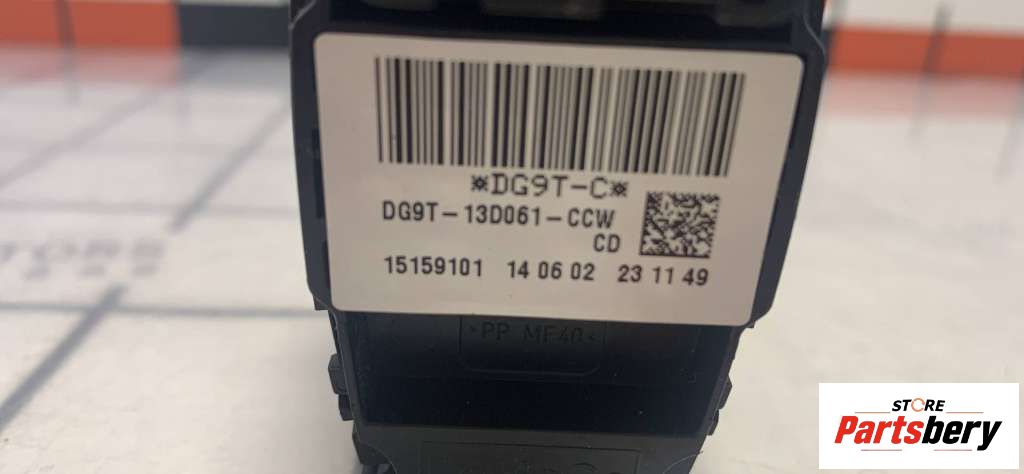 *DG9T-C*
DG9T-13D061-CCW
CD
15159101 14 06 02 23 11 49
>PP MF40<
STORE
Partsbery